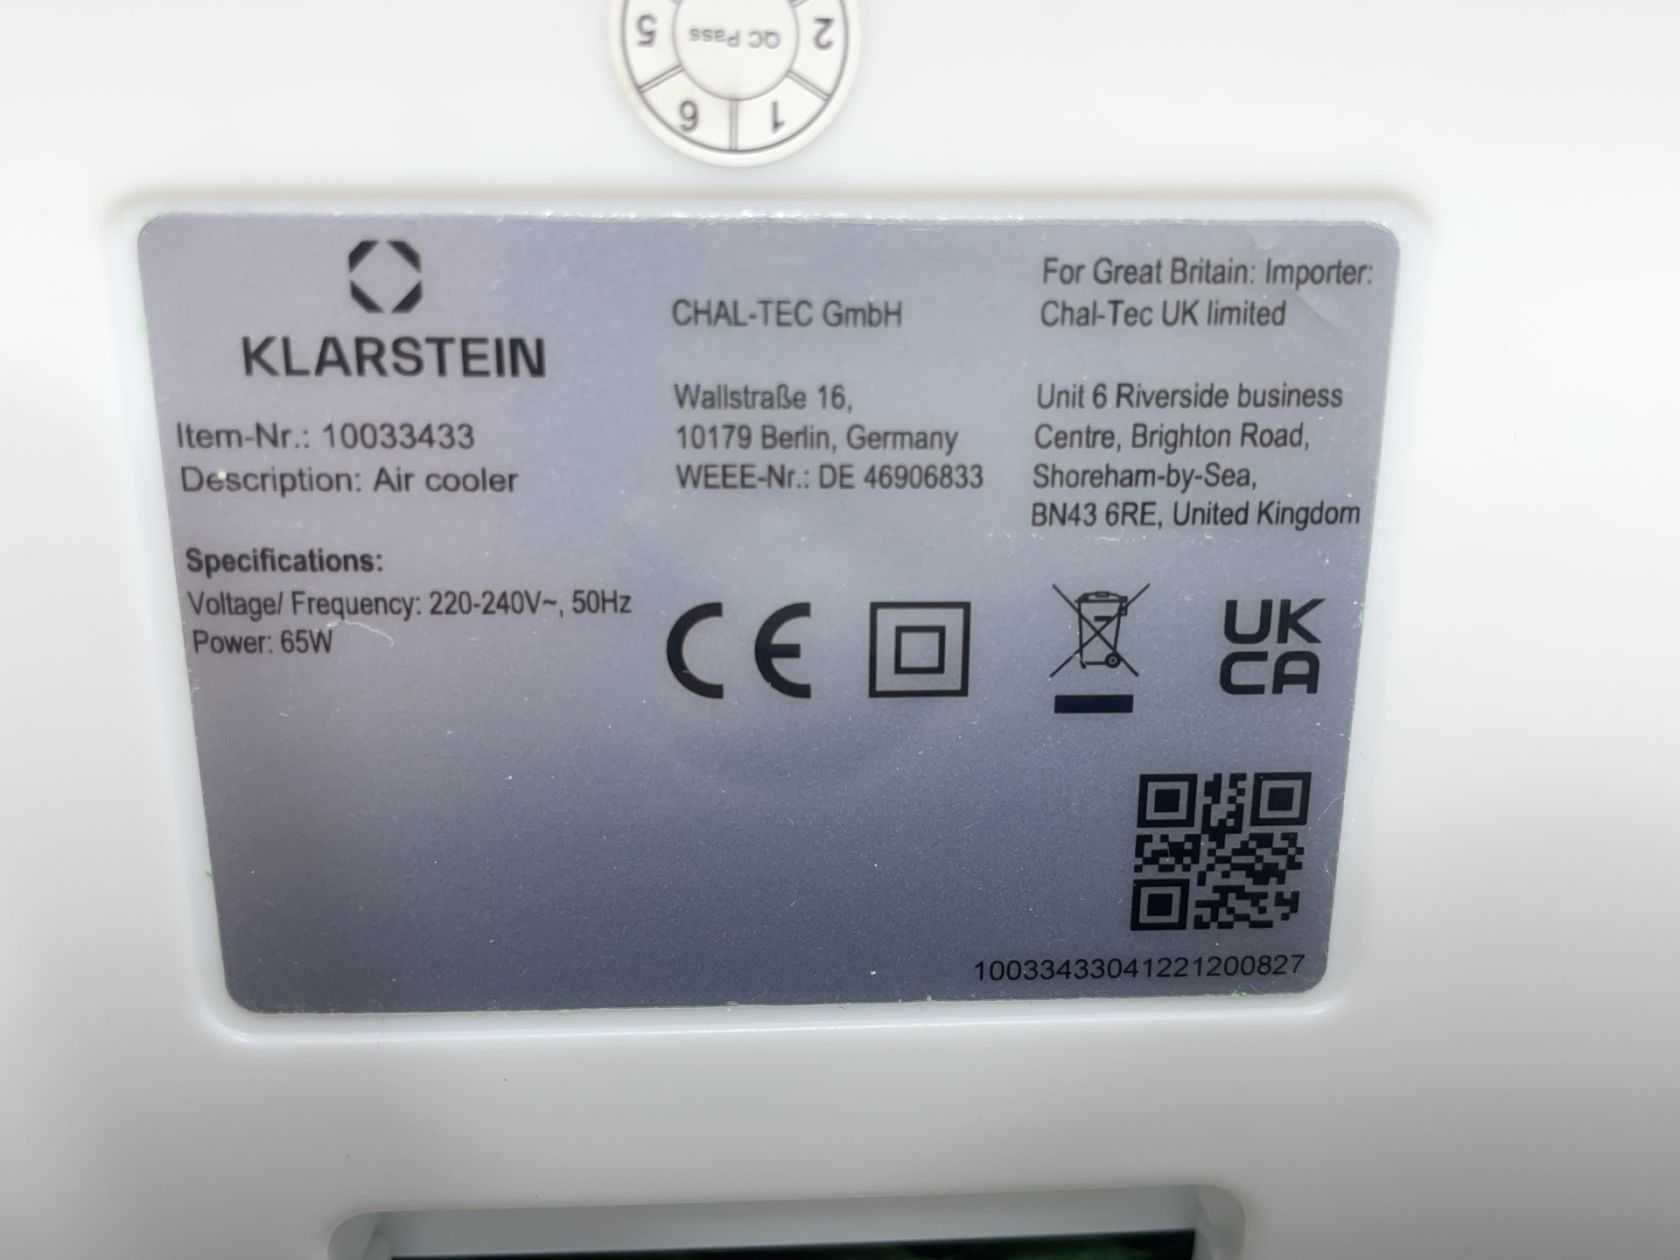 5 QC Pass 2
6 1
KLARSTEIN
Item-Nr.: 10033433
Description: Air cooler
Specifications:
Voltage/ Frequency: 220-240V~, 50Hz
Power: 65W
CHAL-TEC GmbH
Wallstraße 16,
10179 Berlin, Germany
WEEE-Nr.: DE 46906833
For Great Britain: Importer:
Chal-Tec UK limited
Unit 6 Riverside business
Centre, Brighton Road,
Shoreham-by-Sea,
BN43 6RE, United Kingdom
CE
UK
CA
10033433041221200827